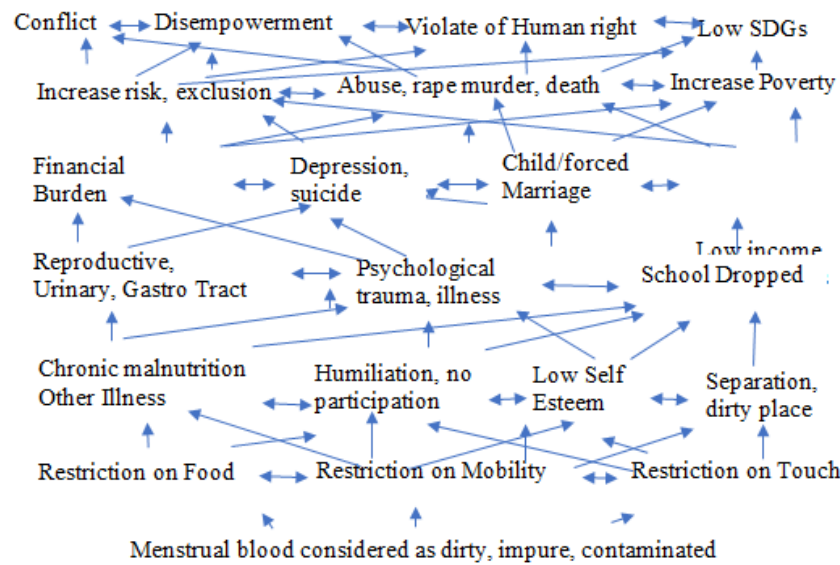 Conflict
Disempowerment
Violate of Human right
Low SDGs
Increase risk, exclusion
Abuse, rape murder, death
Increase Poverty
Financial
Burden
Depression,
suicide
Child/forced
Marriage
Low income
Reproductive,
Urinary, Gastro Tract
Psychological
trauma, illness
School Dropped
Chronic malnutrition
Other Illness
Humiliation, no
participation
Low Self
Esteem
Separation,
dirty place
Restriction on Food
Restriction on Mobility
Restriction on Touch
Menstrual blood considered as dirty, impure, contaminated